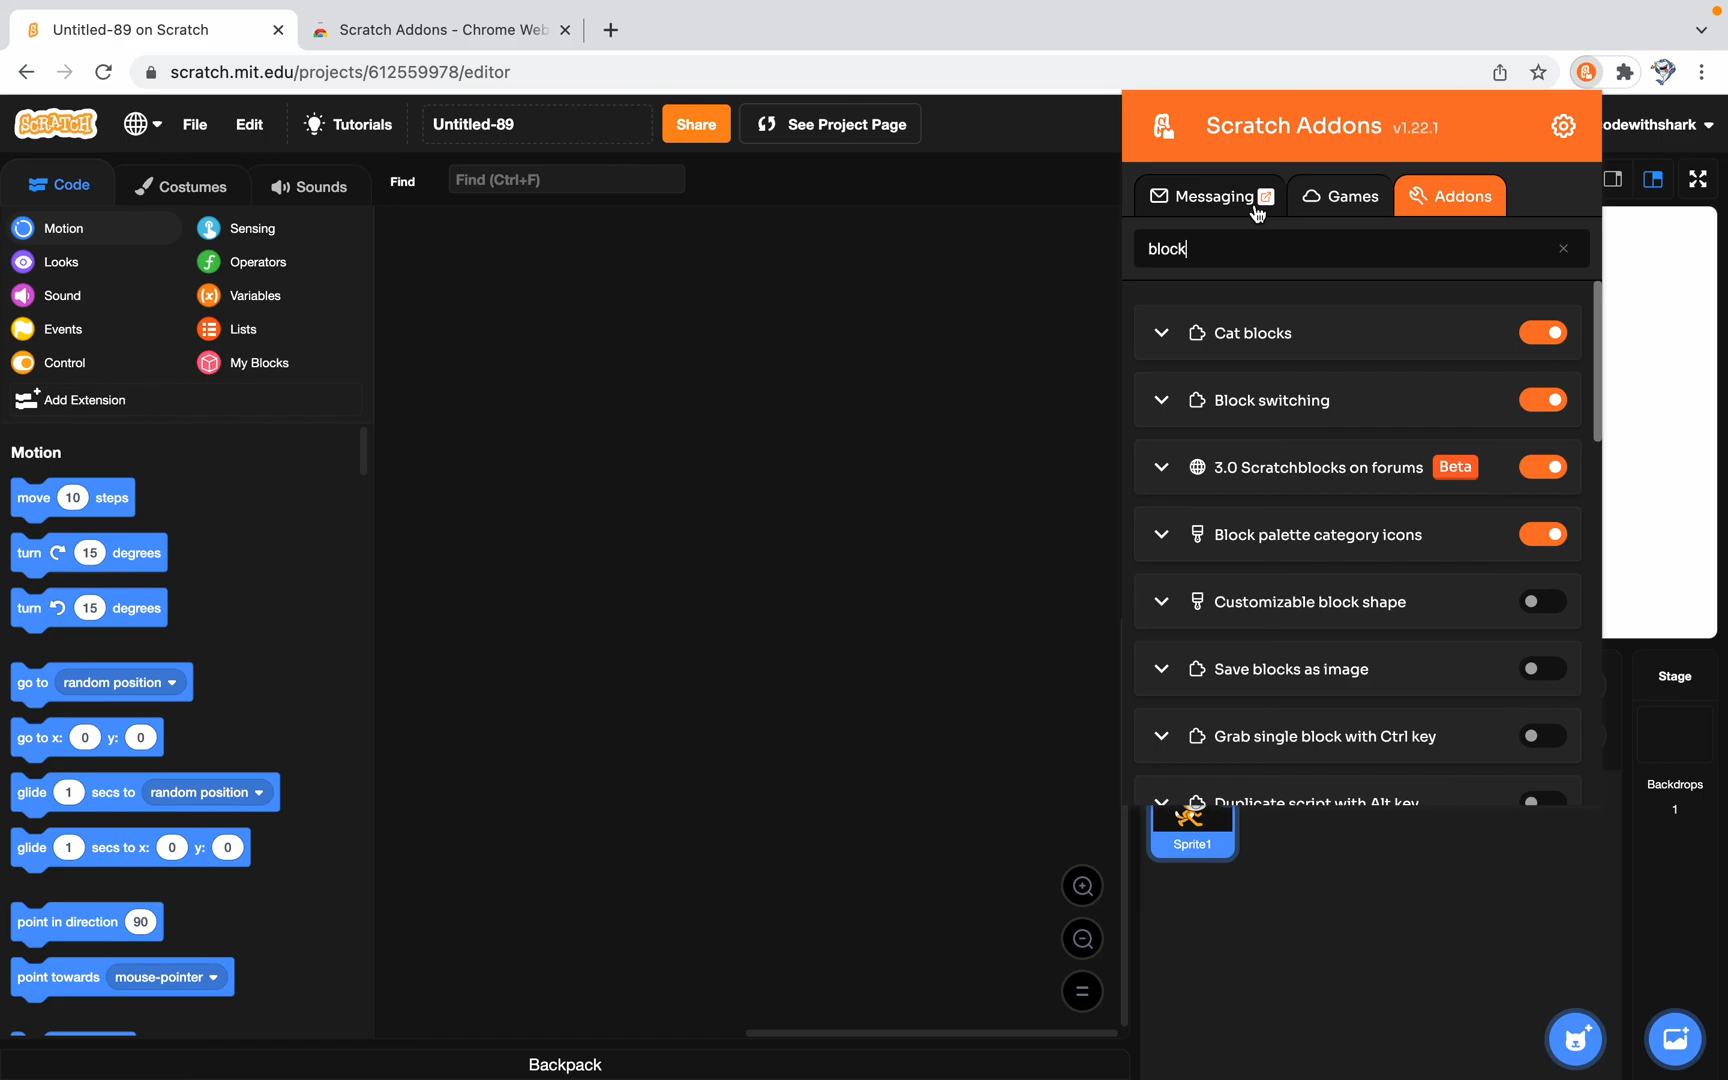 Untitled-89 on Scratch
Scratch Addons - Chrome Web
scratch.mit.edu/projects/612559978/editor
SCRATCH
File
Edit
Tutorials
Untitled-89
Share
See Project Page
Scratch Addons v1.22.1
odewithshark
Code
Costumes
Sounds
Find
Find (Ctrl+F)
Messaging
Games
Addons
block
Motion
Sensing
Looks
Operators
Sound
Variables
Events
Lists
Control
My Blocks
Add Extension
Motion
move 10 steps
turn 15 degrees
turn 15 degrees
go to random position
go to x: 0 y: 0
glide 1 secs to random position
glide 1 secs to x: 0 y: 0
point in direction 90
point towards mouse-pointer
Cat blocks
Block switching
3.0 Scratchblocks on forums Beta
Block palette category icons
Customizable block shape
Save blocks as image
Grab single block with Ctrl key
Duplicate script with Alt key
Sprite1
Stage
Backdrops
1
Backpack